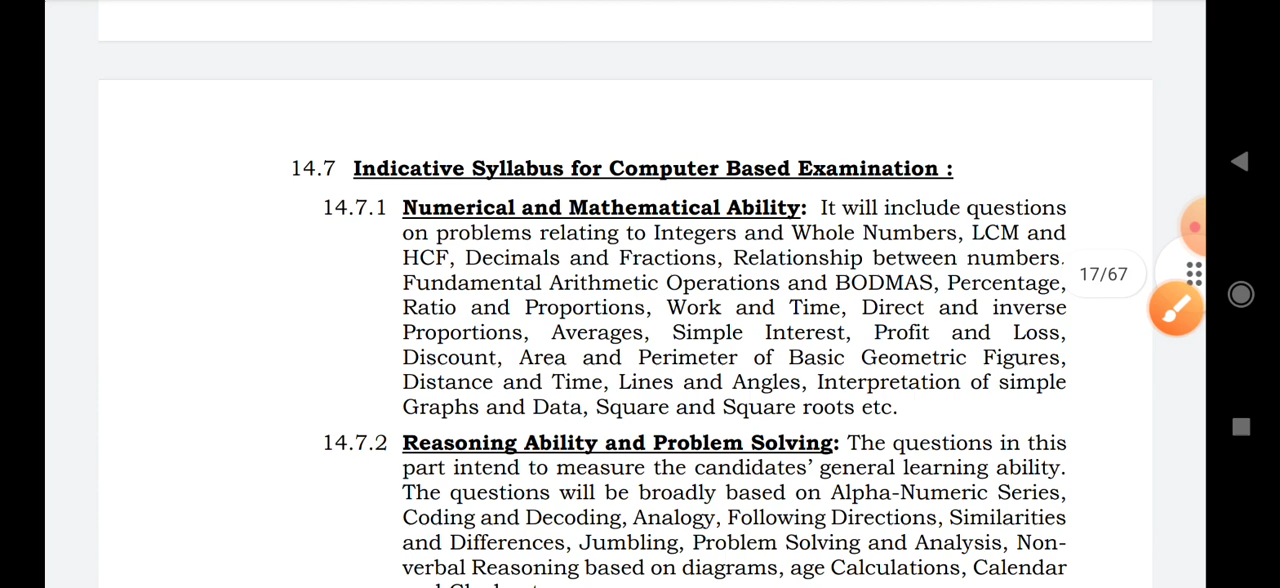 14.7 Indicative Syllabus for Computer Based Examination :
14.7.1 Numerical and Mathematical Ability: It will include questions
on problems relating to Integers and Whole Numbers, LCM and
HCF, Decimals and Fractions, Relationship between numbers.
17/67
Fundamental Arithmetic Operations and BODMAS, Percentage,
Ratio and Proportions, Work and Time, Direct and inverse
Proportions, Averages, Simple Interest, Profit and Loss,
Discount, Area and Perimeter of Basic Geometric Figures,
Distance and Time, Lines and Angles, Interpretation of simple
Graphs and Data, Square and Square roots etc.
14.7.2 Reasoning Ability and Problem Solving: The questions in this
part intend to measure the candidates’ general learning ability.
The questions will be broadly based on Alpha-Numeric Series,
Coding and Decoding, Analogy, Following Directions, Similarities
and Differences, Jumbling, Problem Solving and Analysis, Non-
verbal Reasoning based on diagrams, age Calculations, Calendar